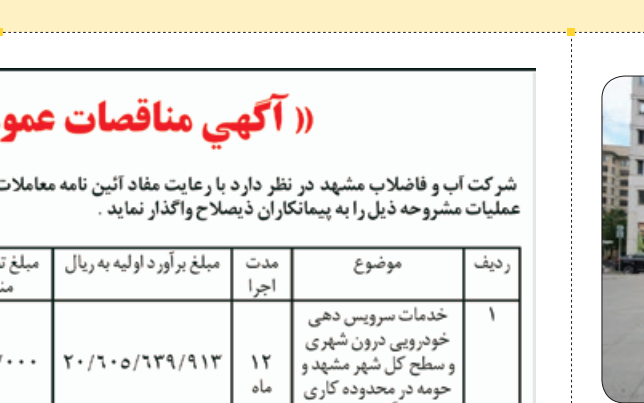 (( آگهي مناقصات عمو
شرکت آب و فاضلاب مشهد در نظر دارد با رعایت مفاد آئین نامه معاملات
عملیات مشروحه ذیل را به پیمانکاران ذیصلاح واگذار نماید .
ردیف موضوع مدت اجرا مبلغ برآورد اولیه به ریال مبلغ
۱ خدمات سرویس دهی
خودرویی درون شهری
و سطح کل شهر مشهد و
حومه در محدوده کاری
۱۲ ماه
۲۰/۶۰۵/۶۳۹/۹۱۳
/۰۰۰